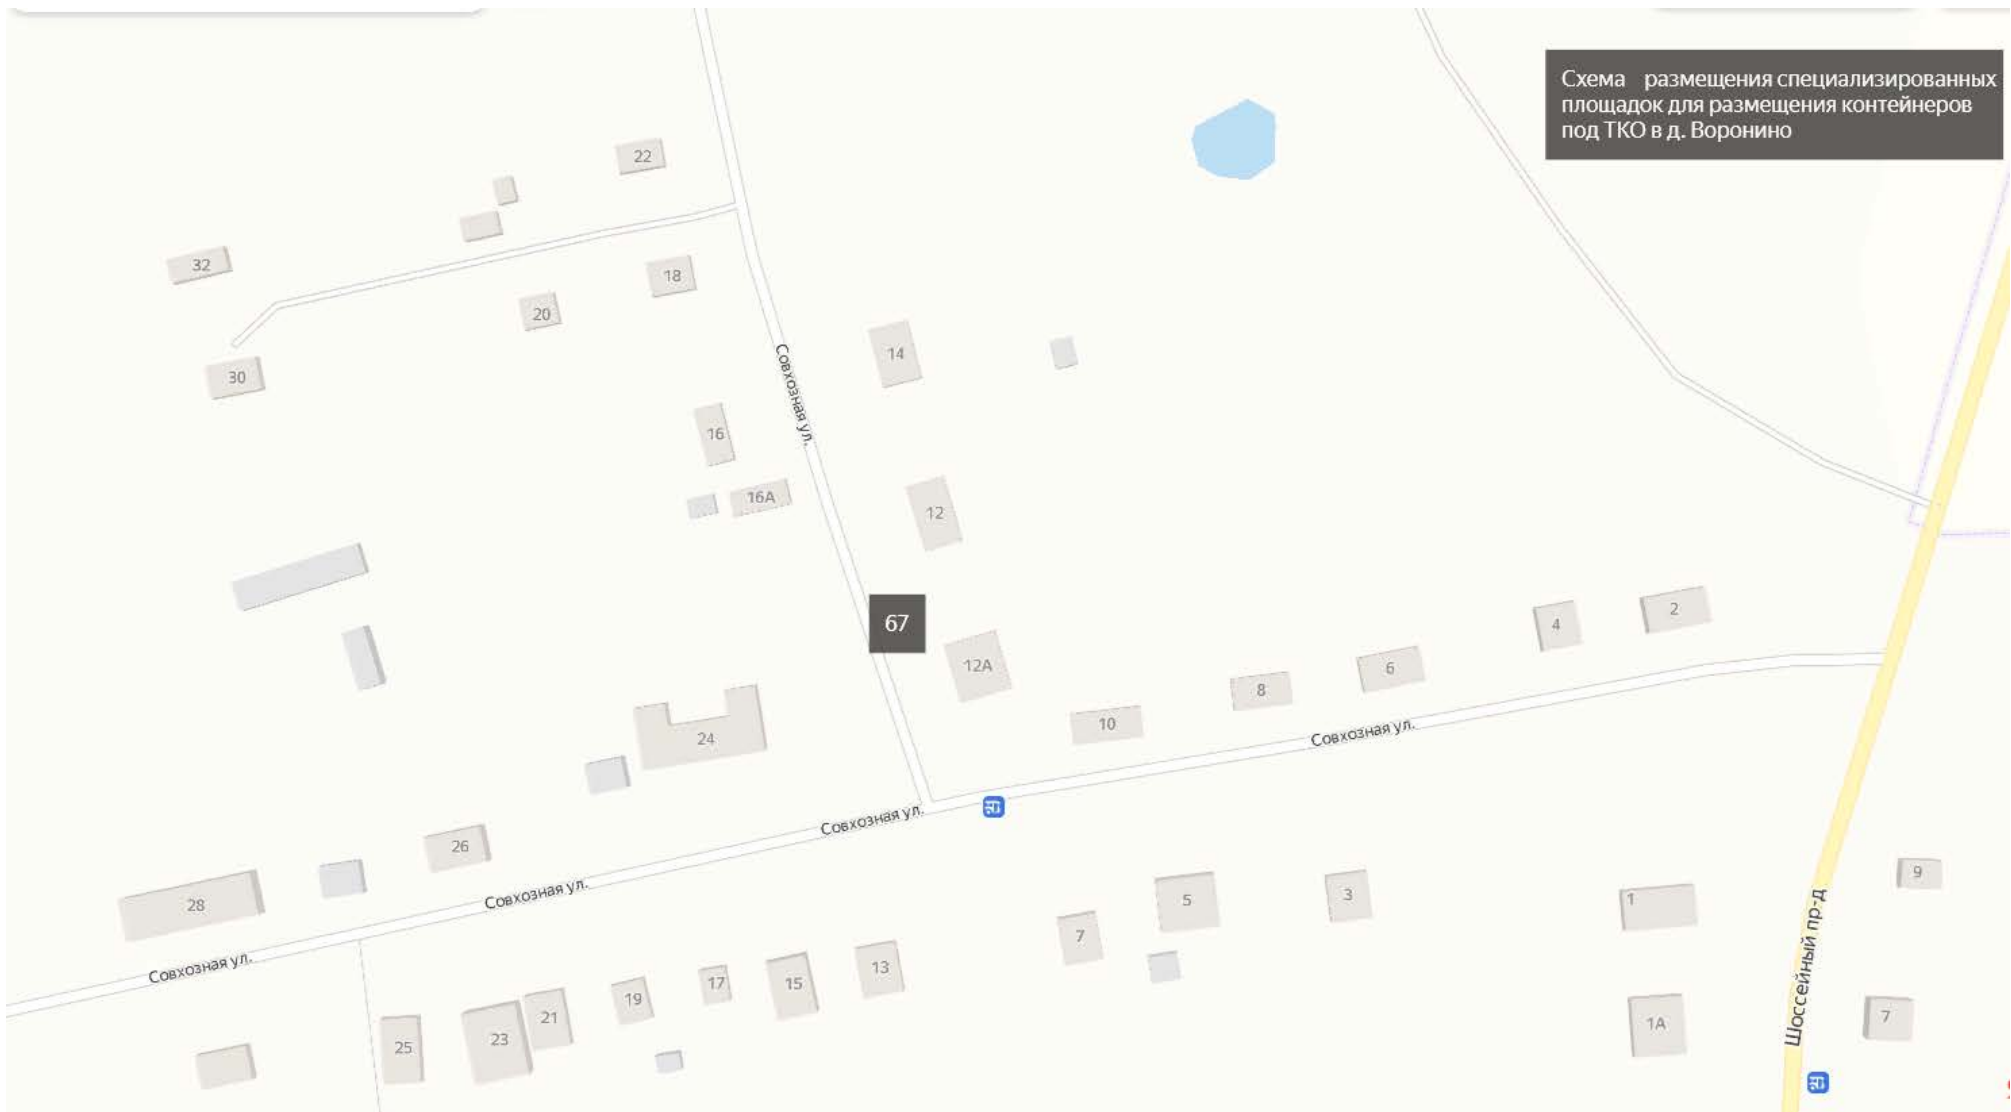 Схема размещения специализированных
площадок для размещения контейнеров
под ТКО в д. Воронино
22
32
18
20
14
30
Совхозная ул.
16
16А
12
67
2
4
12А
6
8
10
24
Совхозная ул.
Совхозная ул.
26
9
Совхозная ул.
5
3
1
28
7
Шоссейный пр-д
Совхозная ул.
13
17
15
19
21
7
1А
23
25